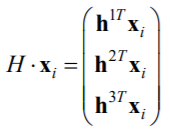 H · x_i = ( h^{1T} x_i
h^{2T} x_i
h^{3T} x_i )